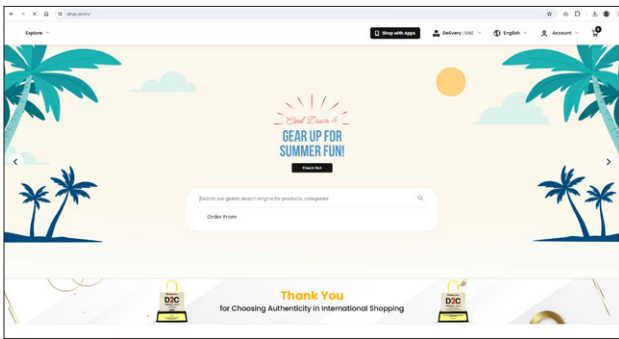 Explore
Shop with Apps
Delivery: UAE
English
Account
0
Cool Down &
GEAR UP FOR
SUMMER FUN!
Check Out
Search our global search engine for products, categories
Order From
Thank You
for Choosing Authenticity in International Shopping
D2C
D2C